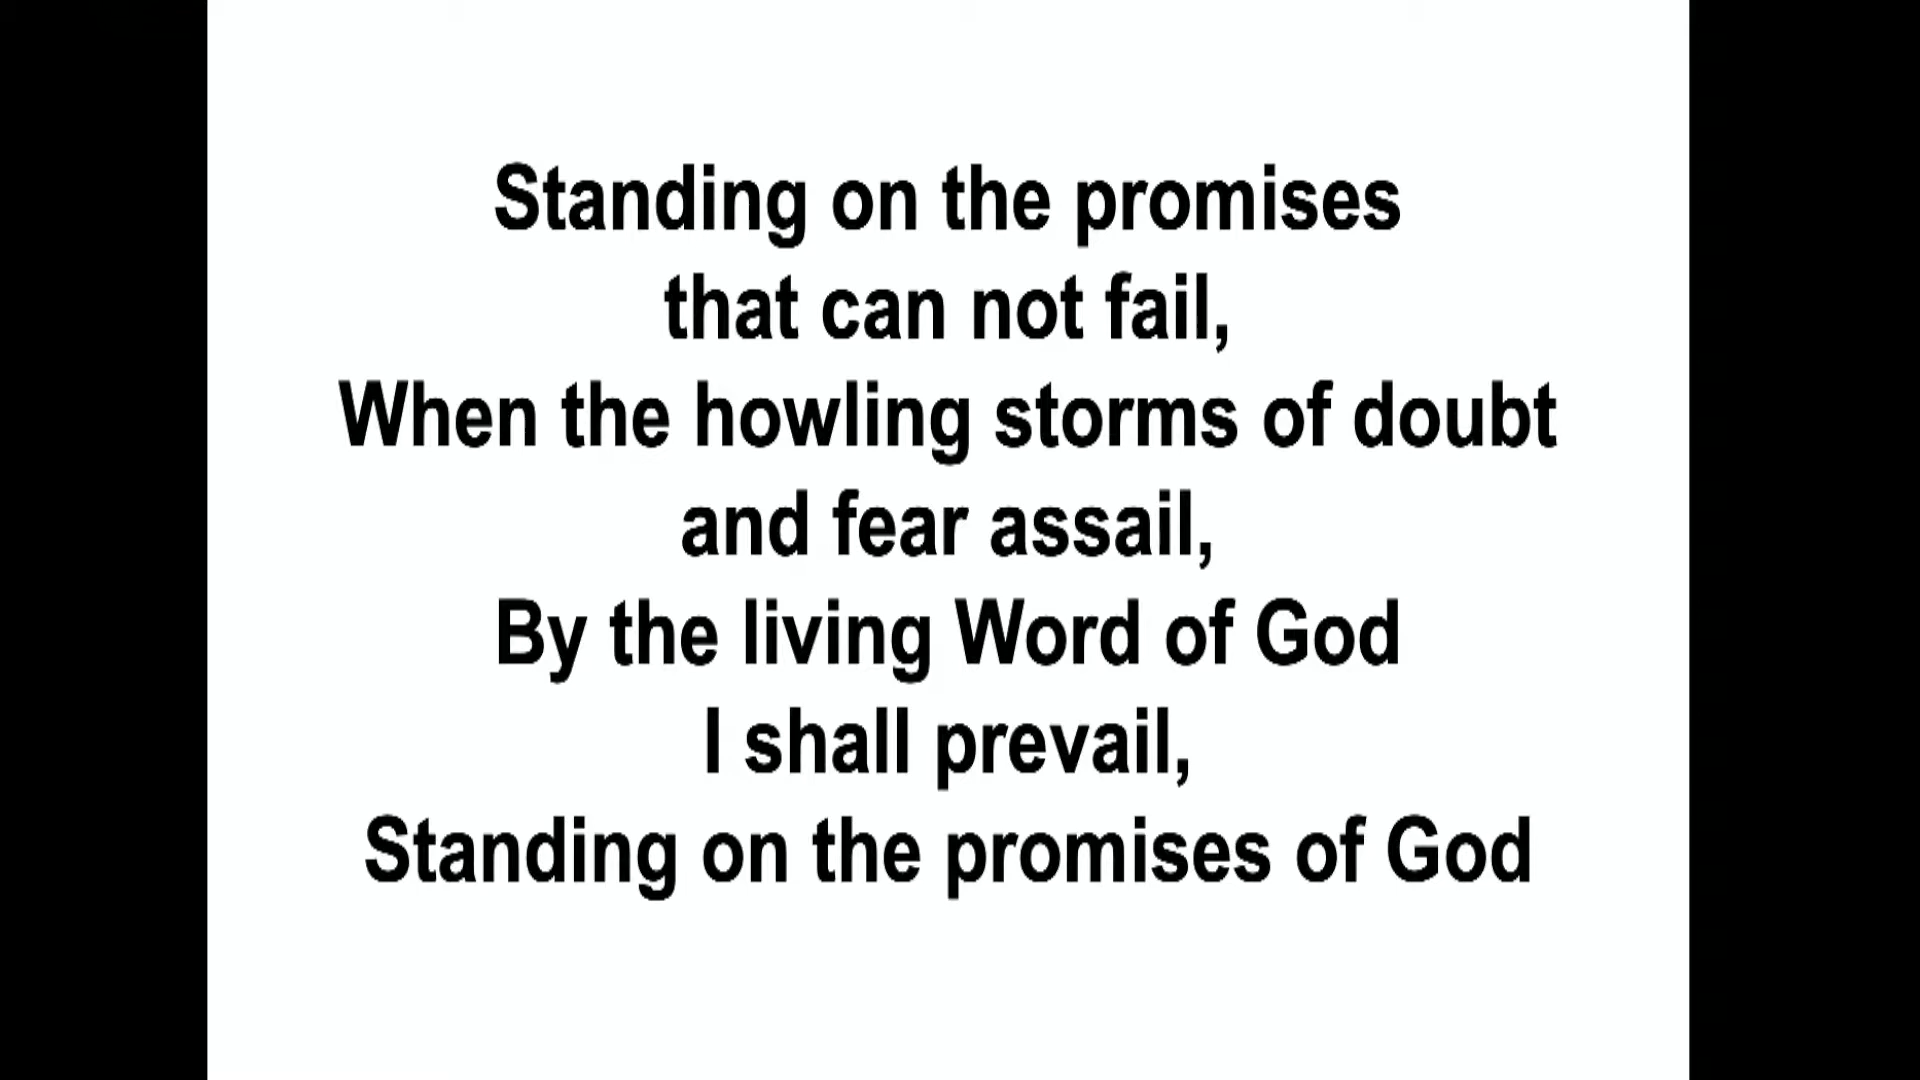 Standing on the promises
that can not fail,
When the howling storms of doubt
and fear assail,
By the living Word of God
I shall prevail,
Standing on the promises of God